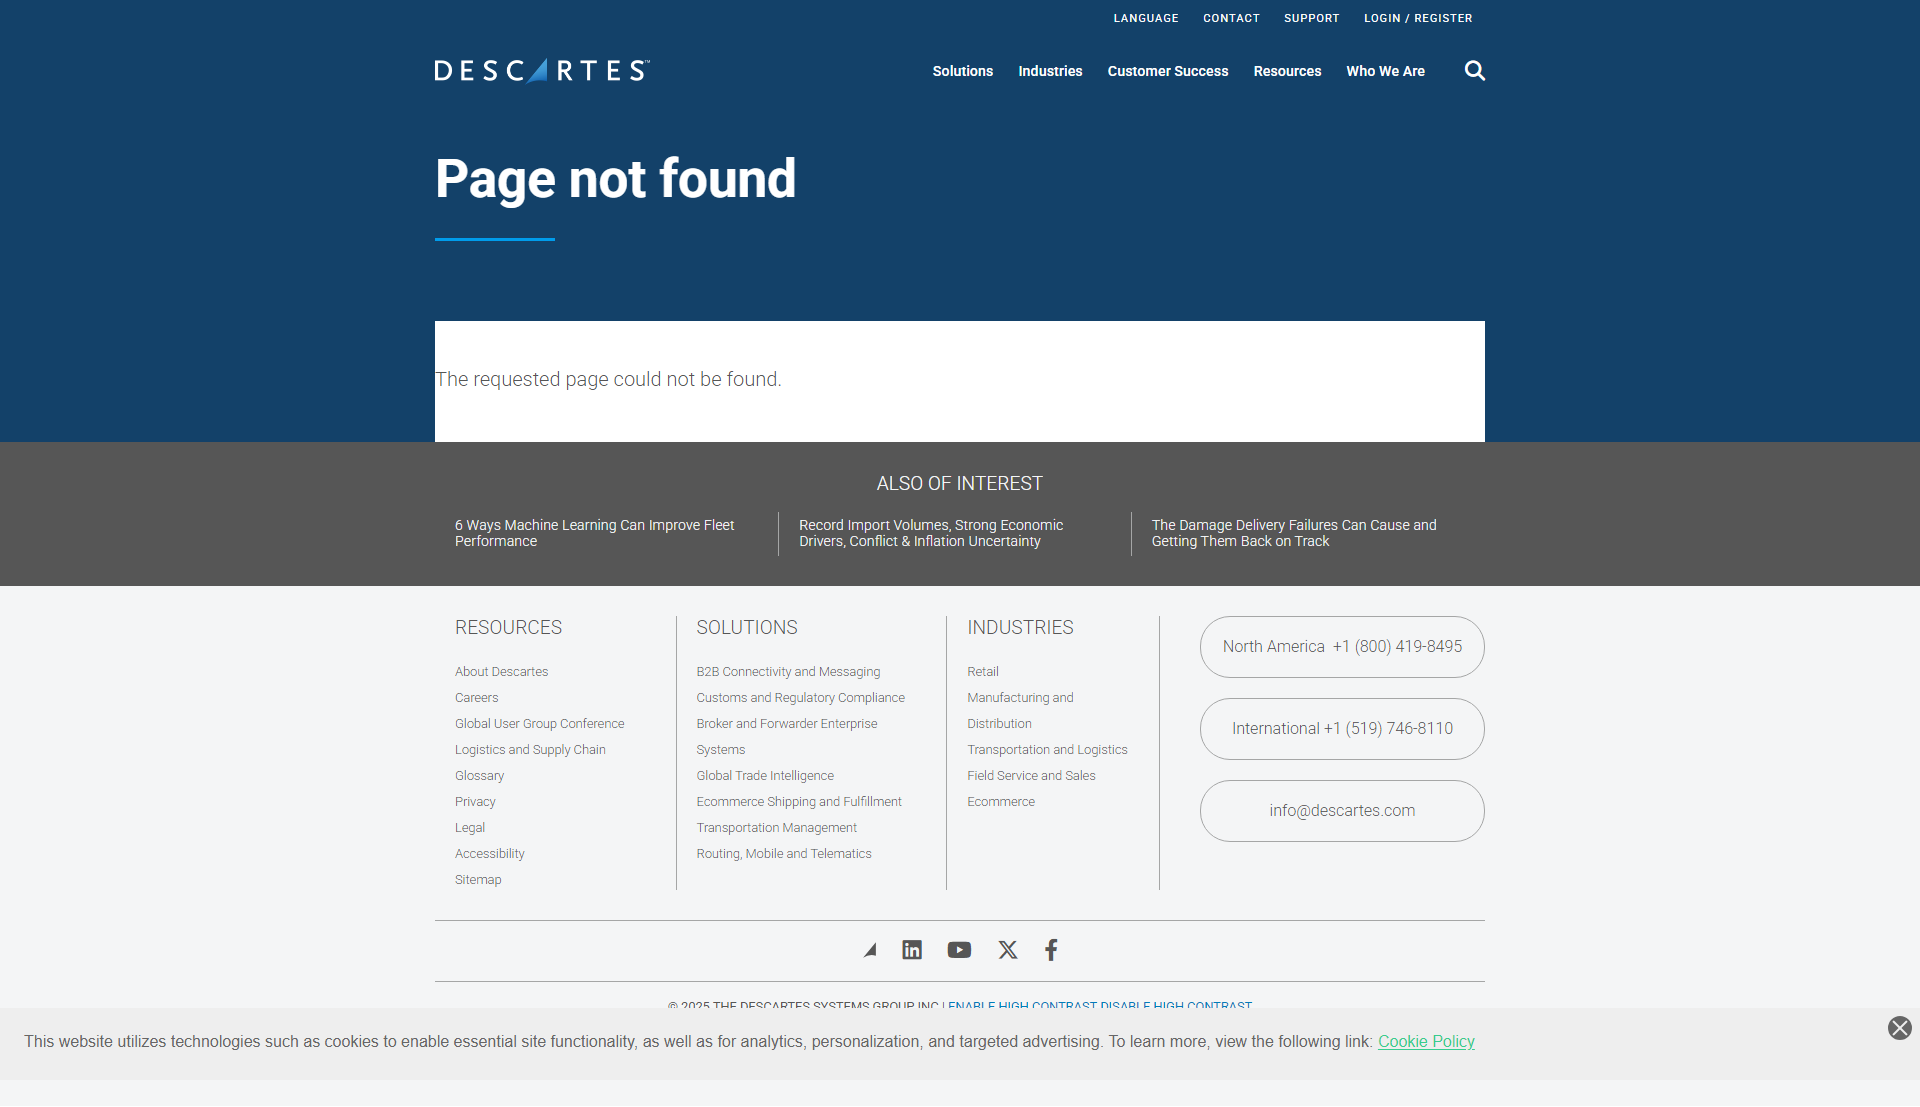 LANGUAGE CONTACT SUPPORT LOGIN / REGISTER
DESCARTES™
Solutions Industries Customer Success Resources Who We Are
Page not found
The requested page could not be found.
ALSO OF INTEREST
6 Ways Machine Learning Can Improve Fleet
Performance
Record Import Volumes, Strong Economic
Drivers, Conflict & Inflation Uncertainty
The Damage Delivery Failures Can Cause and
Getting Them Back on Track
RESOURCES
About Descartes
Careers
Global User Group Conference
Logistics and Supply Chain
Glossary
Privacy
Legal
Accessibility
Sitemap
SOLUTIONS
B2B Connectivity and Messaging
Customs and Regulatory Compliance
Broker and Forwarder Enterprise
Systems
Global Trade Intelligence
Ecommerce Shipping and Fulfillment
Transportation Management
Routing, Mobile and Telematics
INDUSTRIES
Retail
Manufacturing and
Distribution
Transportation and Logistics
Field Service and Sales
Ecommerce
North America +1 (800) 419-8495
International +1 (519) 746-8110
info@descartes.com
© 2025 THE DESCARTES SYSTEMS GROUP INC | ENABLE HIGH CONTRAST DISABLE HIGH CONTRAST
This website utilizes technologies such as cookies to enable essential site functionality, as well as for analytics, personalization, and targeted advertising. To learn more, view the following link: Cookie Policy